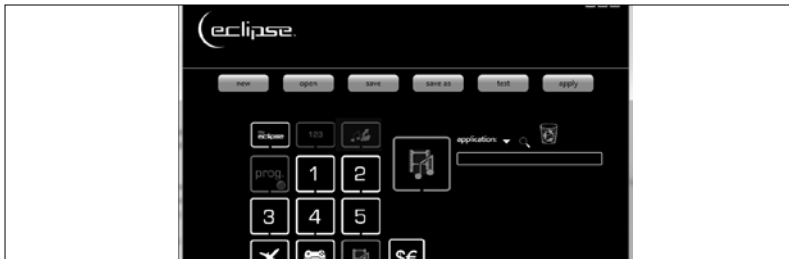 eclipse.
new open save save as test apply
eclipse 123
application:
prog. 1 2
3 4 5
$€